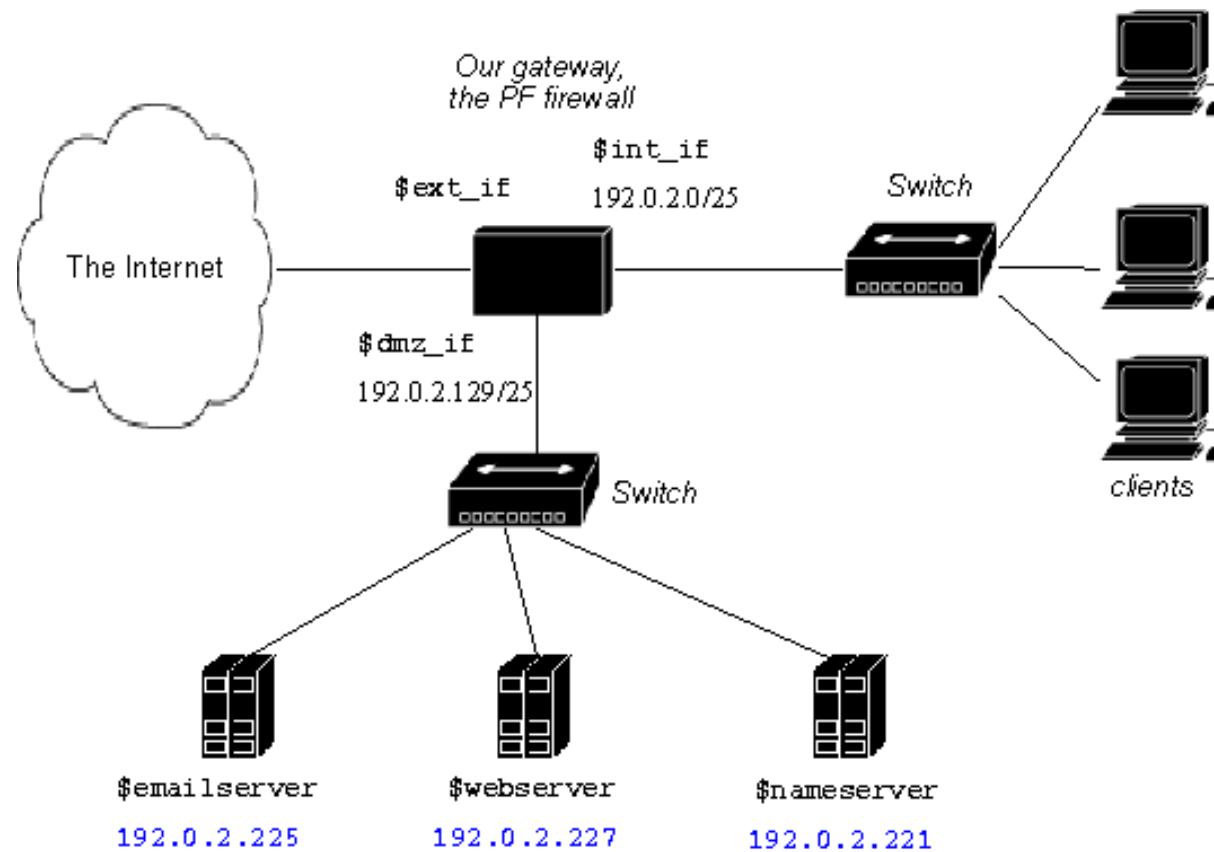 Our gateway,
the PF firewall
$int_if
192.0.2.0/25
$ext_if
Switch
The Internet
$dmz_if
192.0.2.129/25
Switch
clients
$emailserver
$webserver
$nameserver
192.0.2.225
192.0.2.227
192.0.2.221